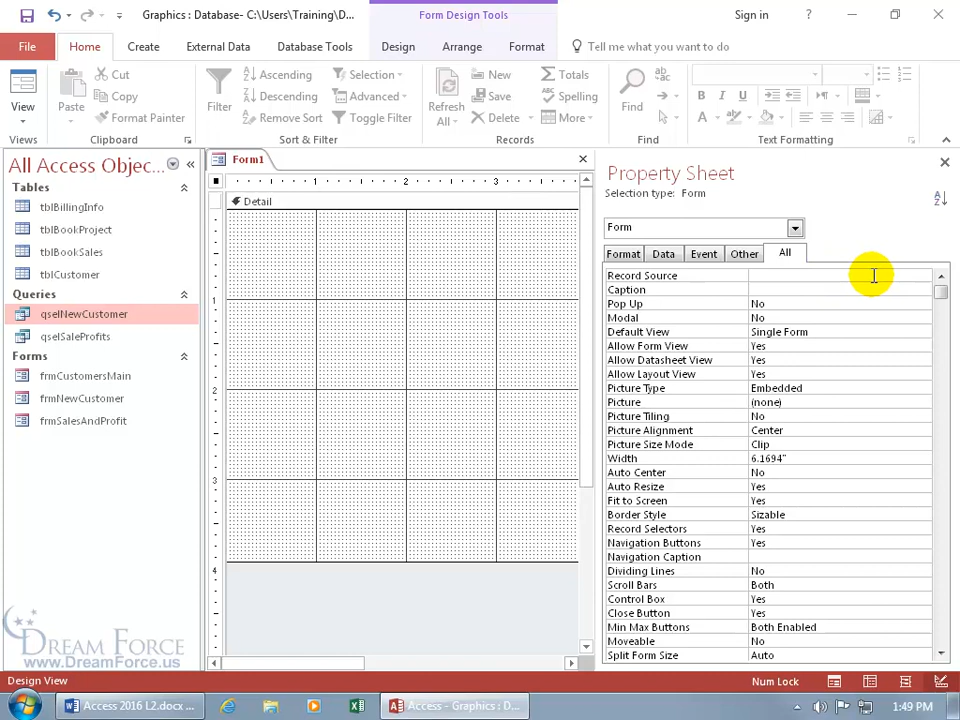 Graphics : Database- C:\Users\Training\D...
Form Design Tools
Sign in
?
File
Home
Create
External Data
Database Tools
Design
Arrange
Format
Tell me what you want to do
View
Views
Paste
Cut
Copy
Format Painter
Clipboard
Filter
Ascending
Descending
Remove Sort
Selection
Advanced
Toggle Filter
Sort & Filter
Refresh
All
New
Save
Delete
Totals
Spelling
More
Records
Find
Find
B I U
A
Text Formatting
All Access Objec...
Tables
tblBillingInfo
tblBookProject
tblBookSales
tblCustomer
Queries
qselNewCustomer
qselSaleProfits
Forms
frmCustomersMain
frmNewCustomer
frmSalesAndProfit
Form1
1 2 3
Detail
1
2
3
4
Property Sheet
Selection type: Form
Form
Format Data Event Other All
Record Source
Caption
Pop Up No
Modal No
Default View Single Form
Allow Form View Yes
Allow Datasheet View Yes
Allow Layout View Yes
Picture Type Embedded
Picture (none)
Picture Tiling No
Picture Alignment Center
Picture Size Mode Clip
Width 6.1694"
Auto Center No
Auto Resize Yes
Fit to Screen Yes
Border Style Sizable
Record Selectors Yes
Navigation Buttons Yes
Navigation Caption
Dividing Lines No
Scroll Bars Both
Control Box Yes
Close Button Yes
Min Max Buttons Both Enabled
Moveable No
Split Form Size Auto
DREAM FORCE
www.DreamForce.us
Design View
Num Lock
Access 2016 L2.docx ...
Access - Graphics : D...
1:49 PM